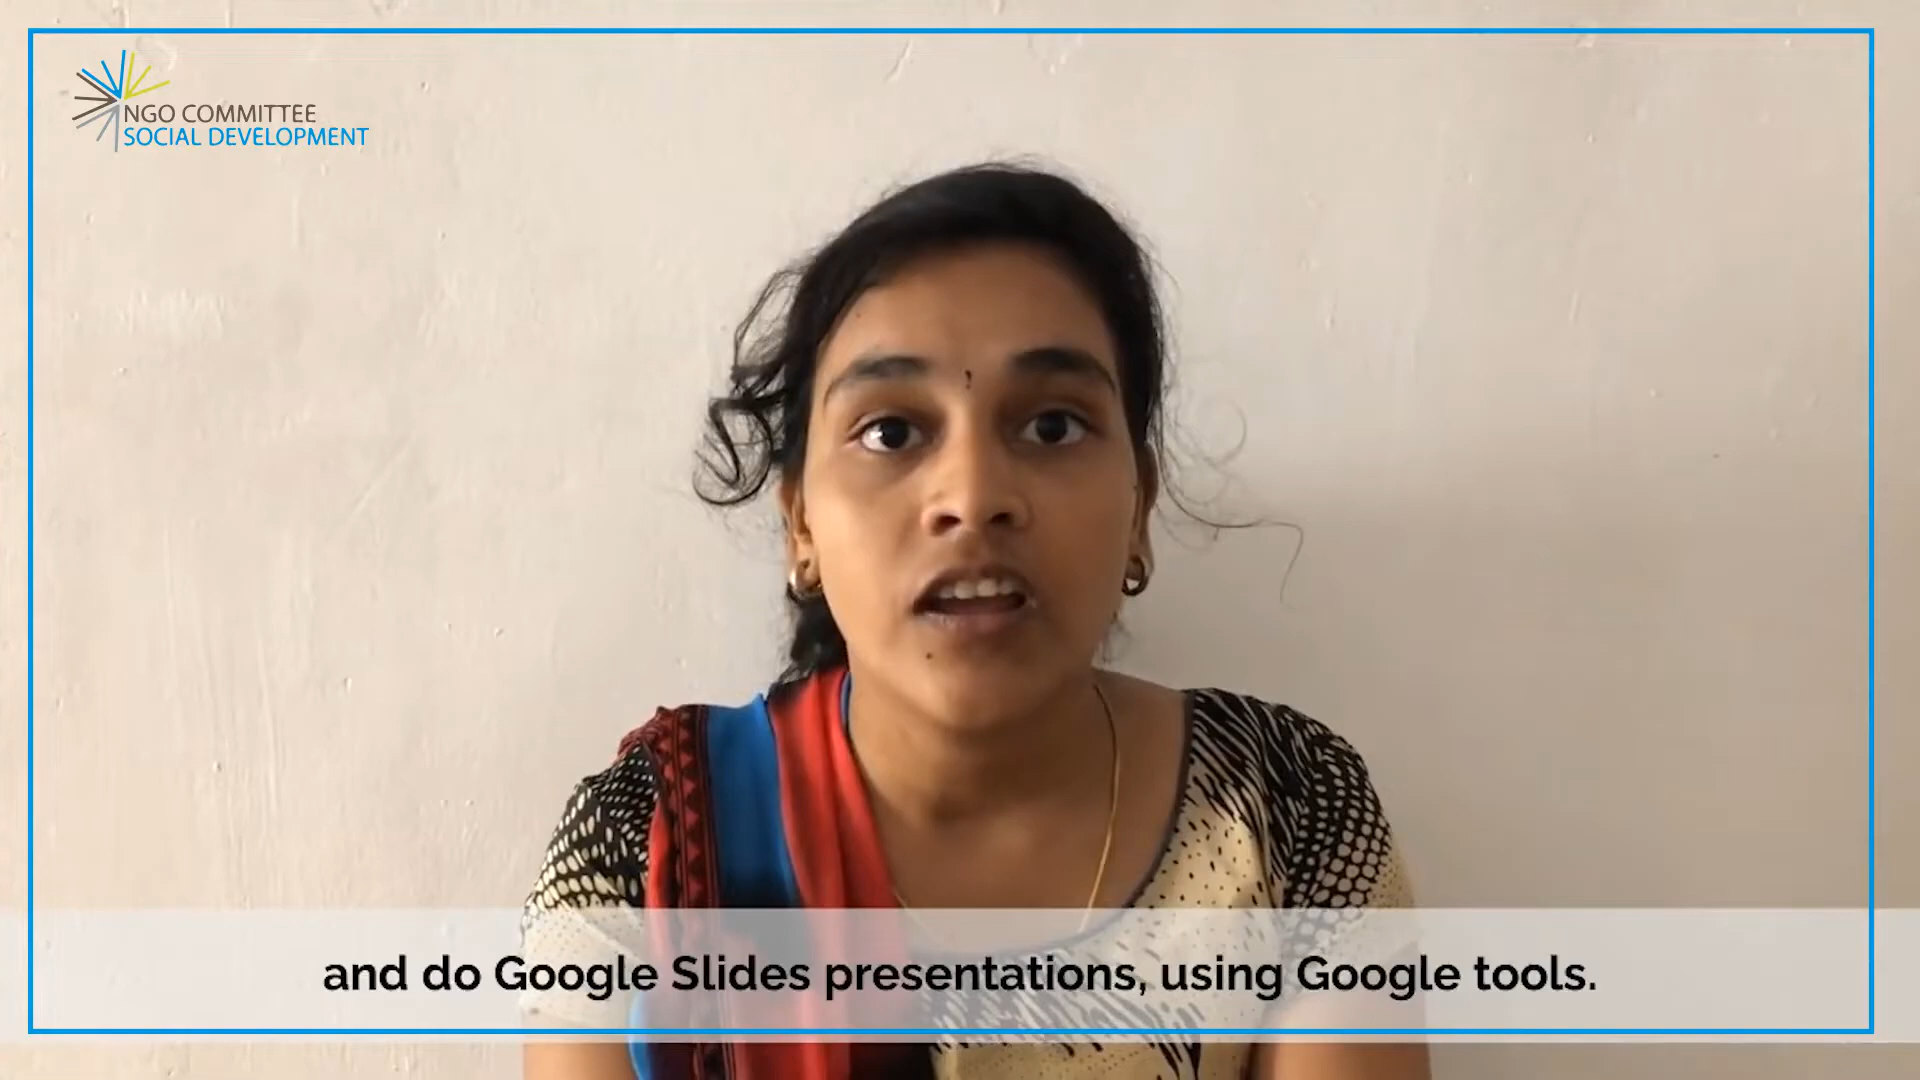 NGO COMMITTEE
SOCIAL DEVELOPMENT
and do Google Slides presentations, using Google tools.